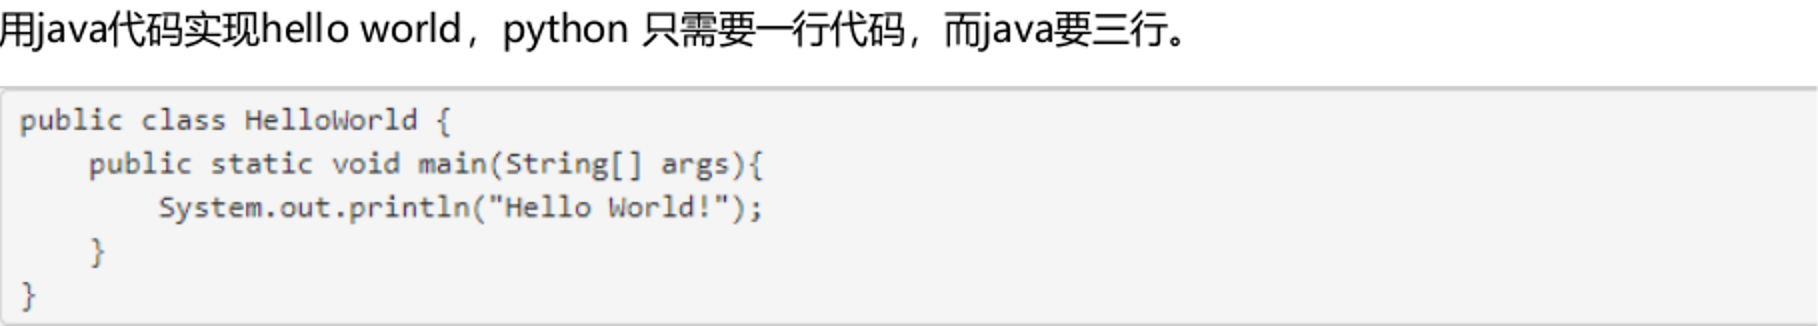 用java代码实现hello world，python 只需要一行代码，而java要三行。
public class HelloWorld {
    public static void main(String[] args){
        System.out.println("Hello World!");
    }
}